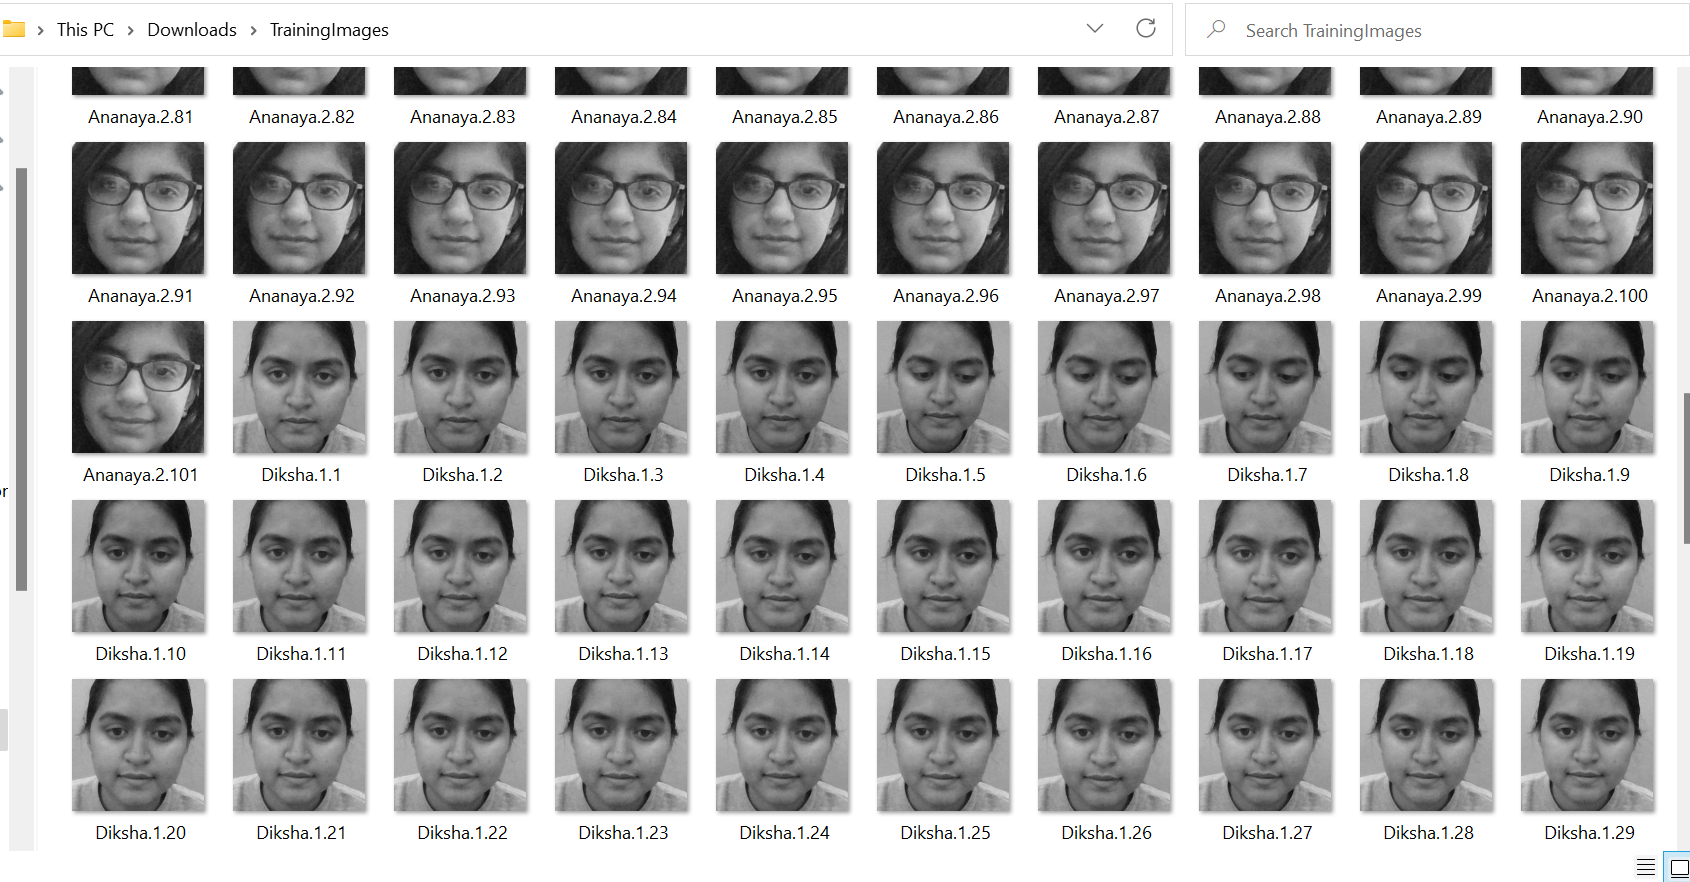 This PC > Downloads > TrainingImages
Search TrainingImages
Ananaya.2.81 Ananaya.2.82 Ananaya.2.83 Ananaya.2.84 Ananaya.2.85 Ananaya.2.86 Ananaya.2.87 Ananaya.2.88 Ananaya.2.89 Ananaya.2.90
Ananaya.2.91 Ananaya.2.92 Ananaya.2.93 Ananaya.2.94 Ananaya.2.95 Ananaya.2.96 Ananaya.2.97 Ananaya.2.98 Ananaya.2.99 Ananaya.2.100
Ananaya.2.101 Diksha.1.1 Diksha.1.2 Diksha.1.3 Diksha.1.4 Diksha.1.5 Diksha.1.6 Diksha.1.7 Diksha.1.8 Diksha.1.9
Diksha.1.10 Diksha.1.11 Diksha.1.12 Diksha.1.13 Diksha.1.14 Diksha.1.15 Diksha.1.16 Diksha.1.17 Diksha.1.18 Diksha.1.19
Diksha.1.20 Diksha.1.21 Diksha.1.22 Diksha.1.23 Diksha.1.24 Diksha.1.25 Diksha.1.26 Diksha.1.27 Diksha.1.28 Diksha.1.29